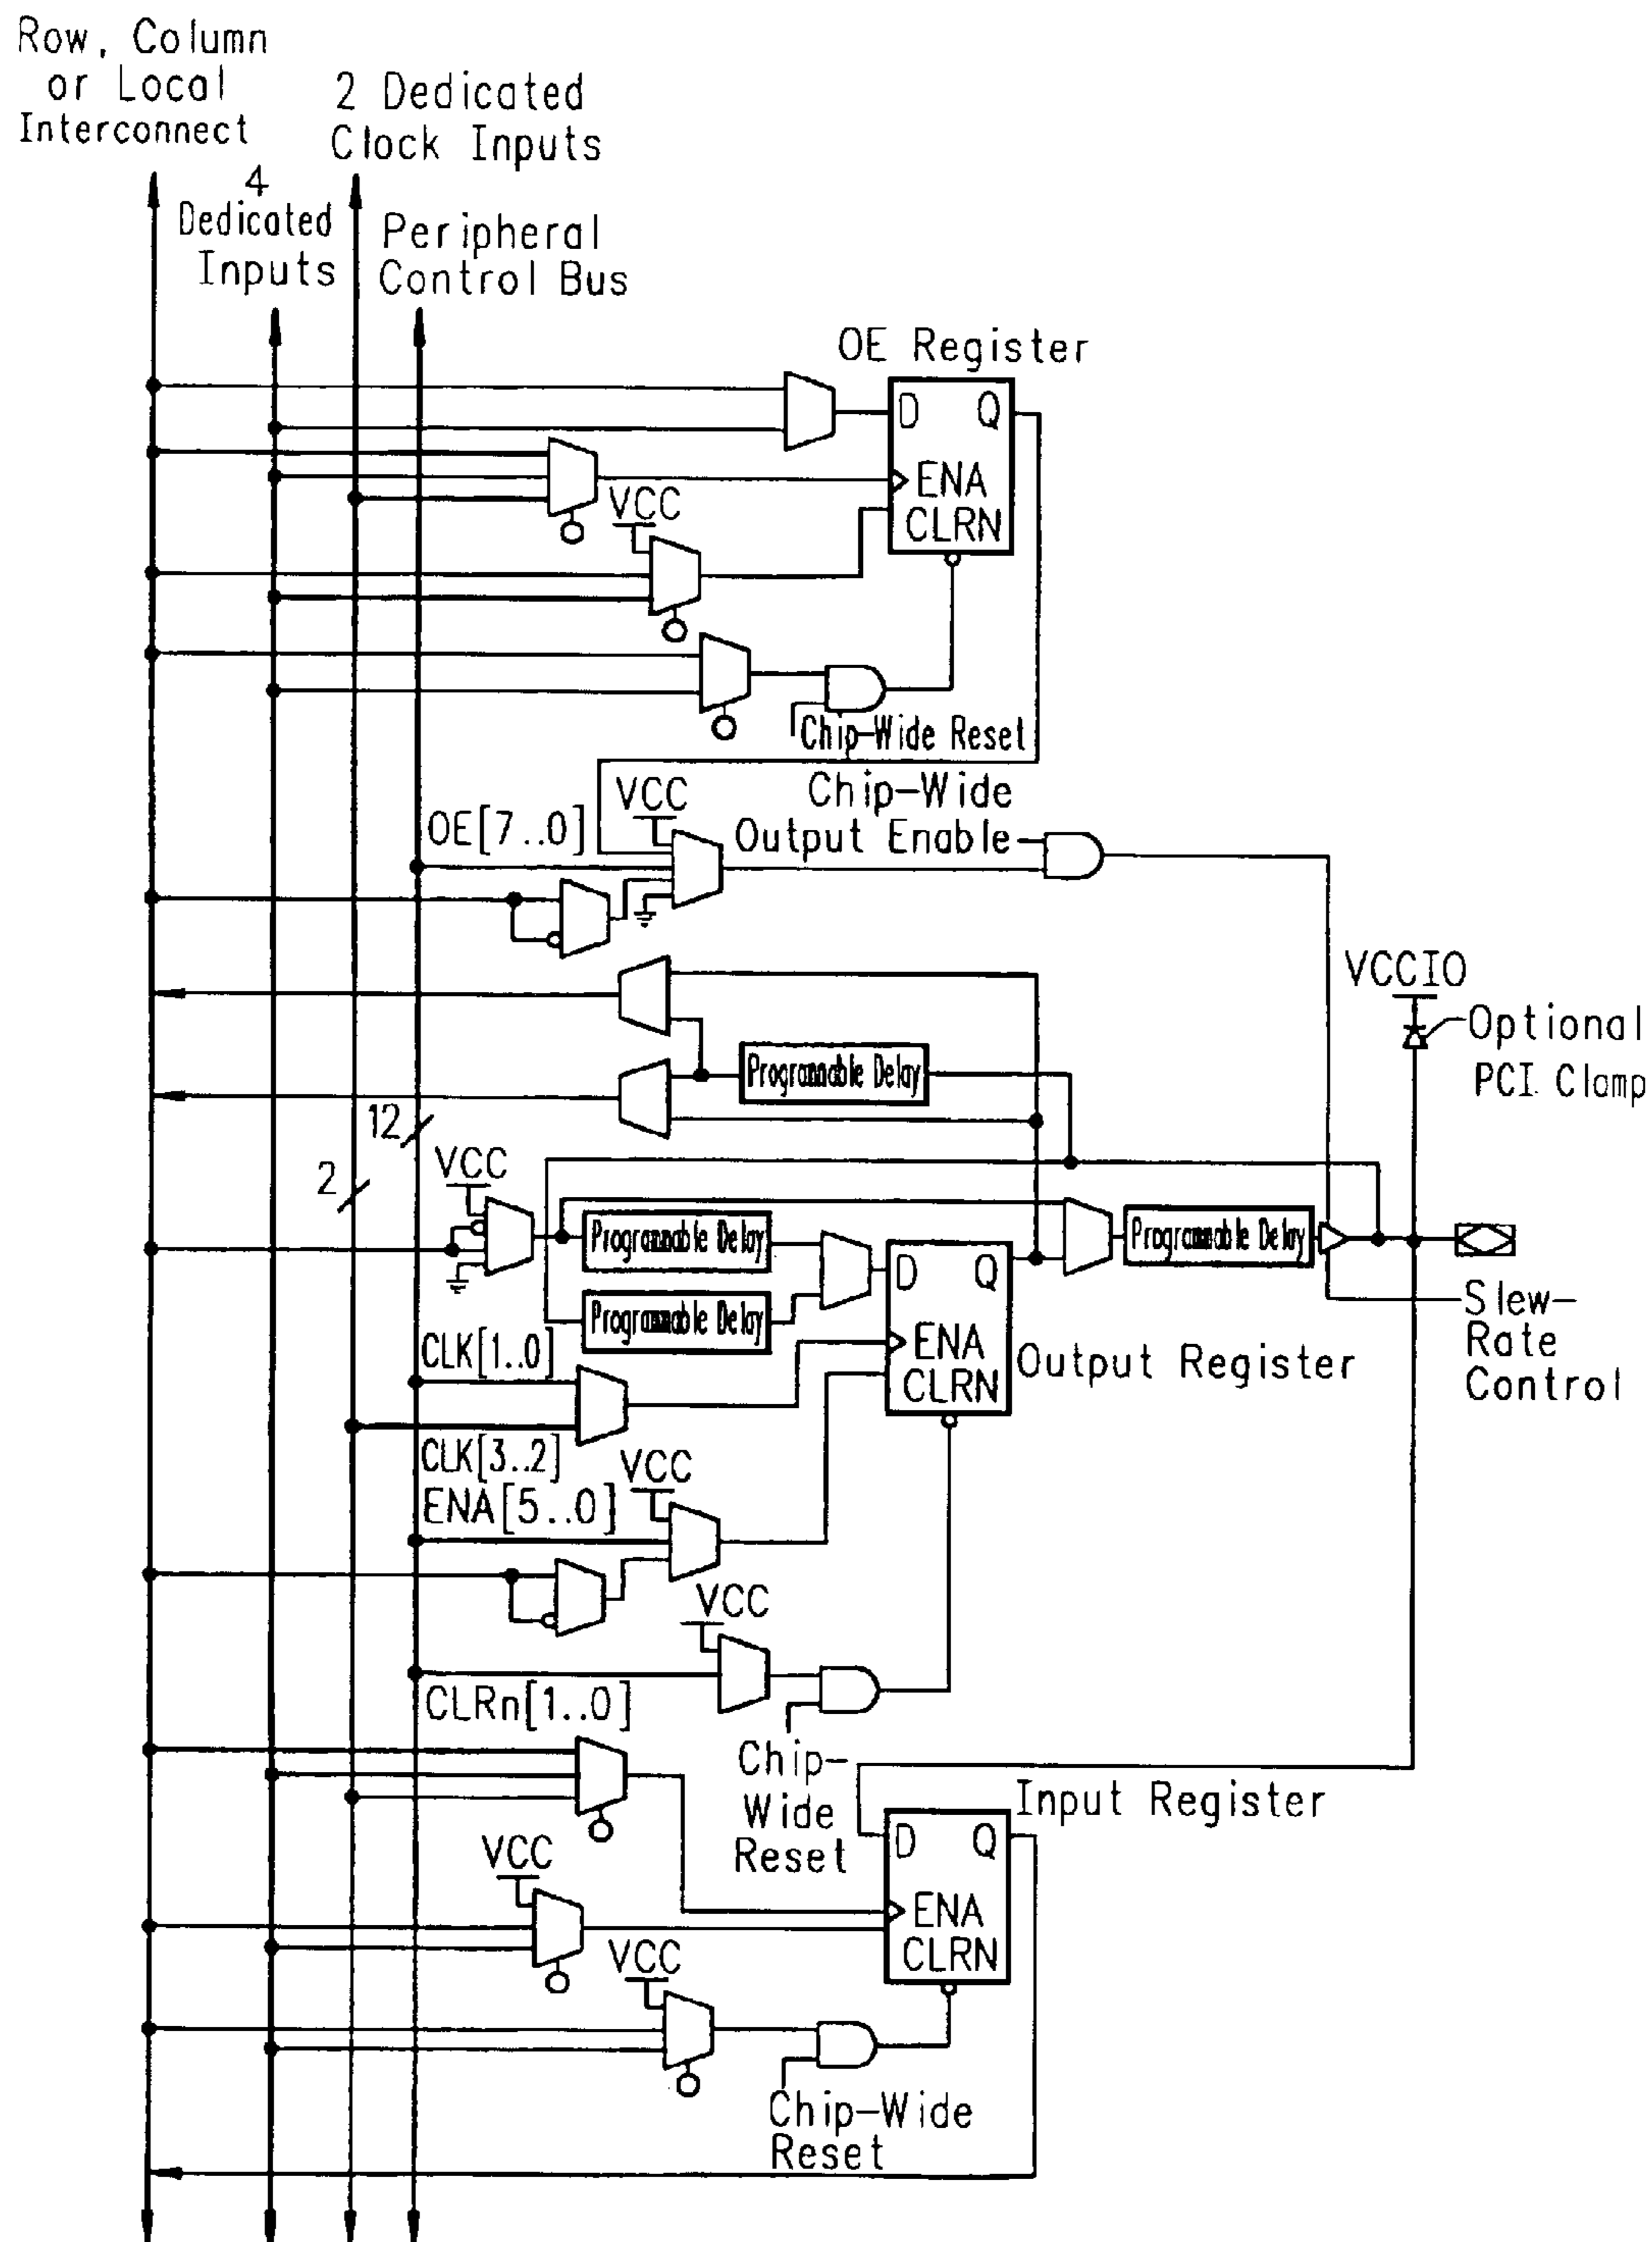 Row, Column
or Local
Interconnect
2 Dedicated
Clock Inputs
4
Dedicated
Inputs
Peripheral
Control Bus
OE Register
D Q
ENA
CLRN
VCC
Chip-Wide Reset
Chip-Wide
Output Enable
VCC
OE[7..0]
VCCIO
Optional
PCI Clamp
Programmable Delay
12
2
VCC
Programmable Delay
Programmable Delay
Programmable Delay
D Q
ENA
CLRN
Output Register
Slew-
Rate
Control
CLK[1..0]
CLK[3..2]
ENA[5..0]
VCC
VCC
CLRn[1..0]
Chip-
Wide
Reset
Input Register
D Q
ENA
CLRN
VCC
VCC
Chip-Wide
Reset